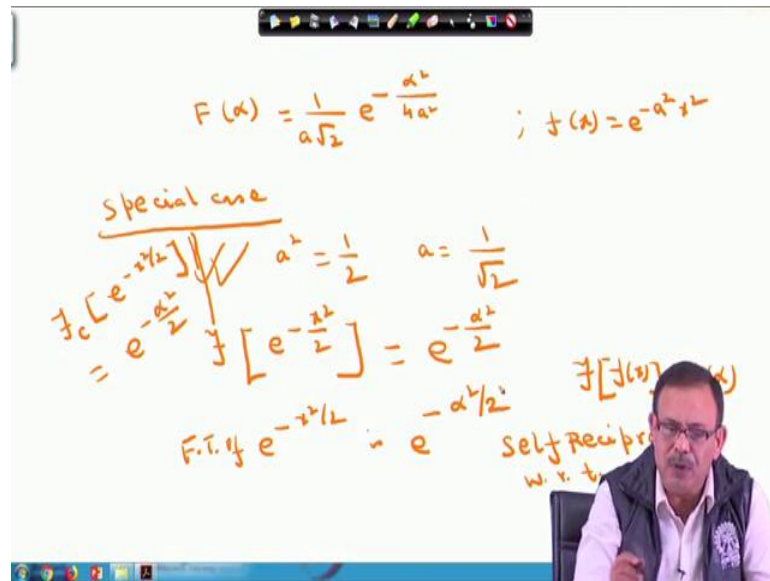 F(α) = 1/(a√2) e^(-α²/4a²) ; f(x) = e^(-a²x²)
Special case
a² = 1/2 a = 1/√2
F_c [e^(-x²/2)]
= e^(-α²/2)
F [e^(-x²/2)] = e^(-α²/2)
F[f(x)] (α)
F.T. of e^(-x²/2) is e^(-α²/2)
Self
w. r. t.